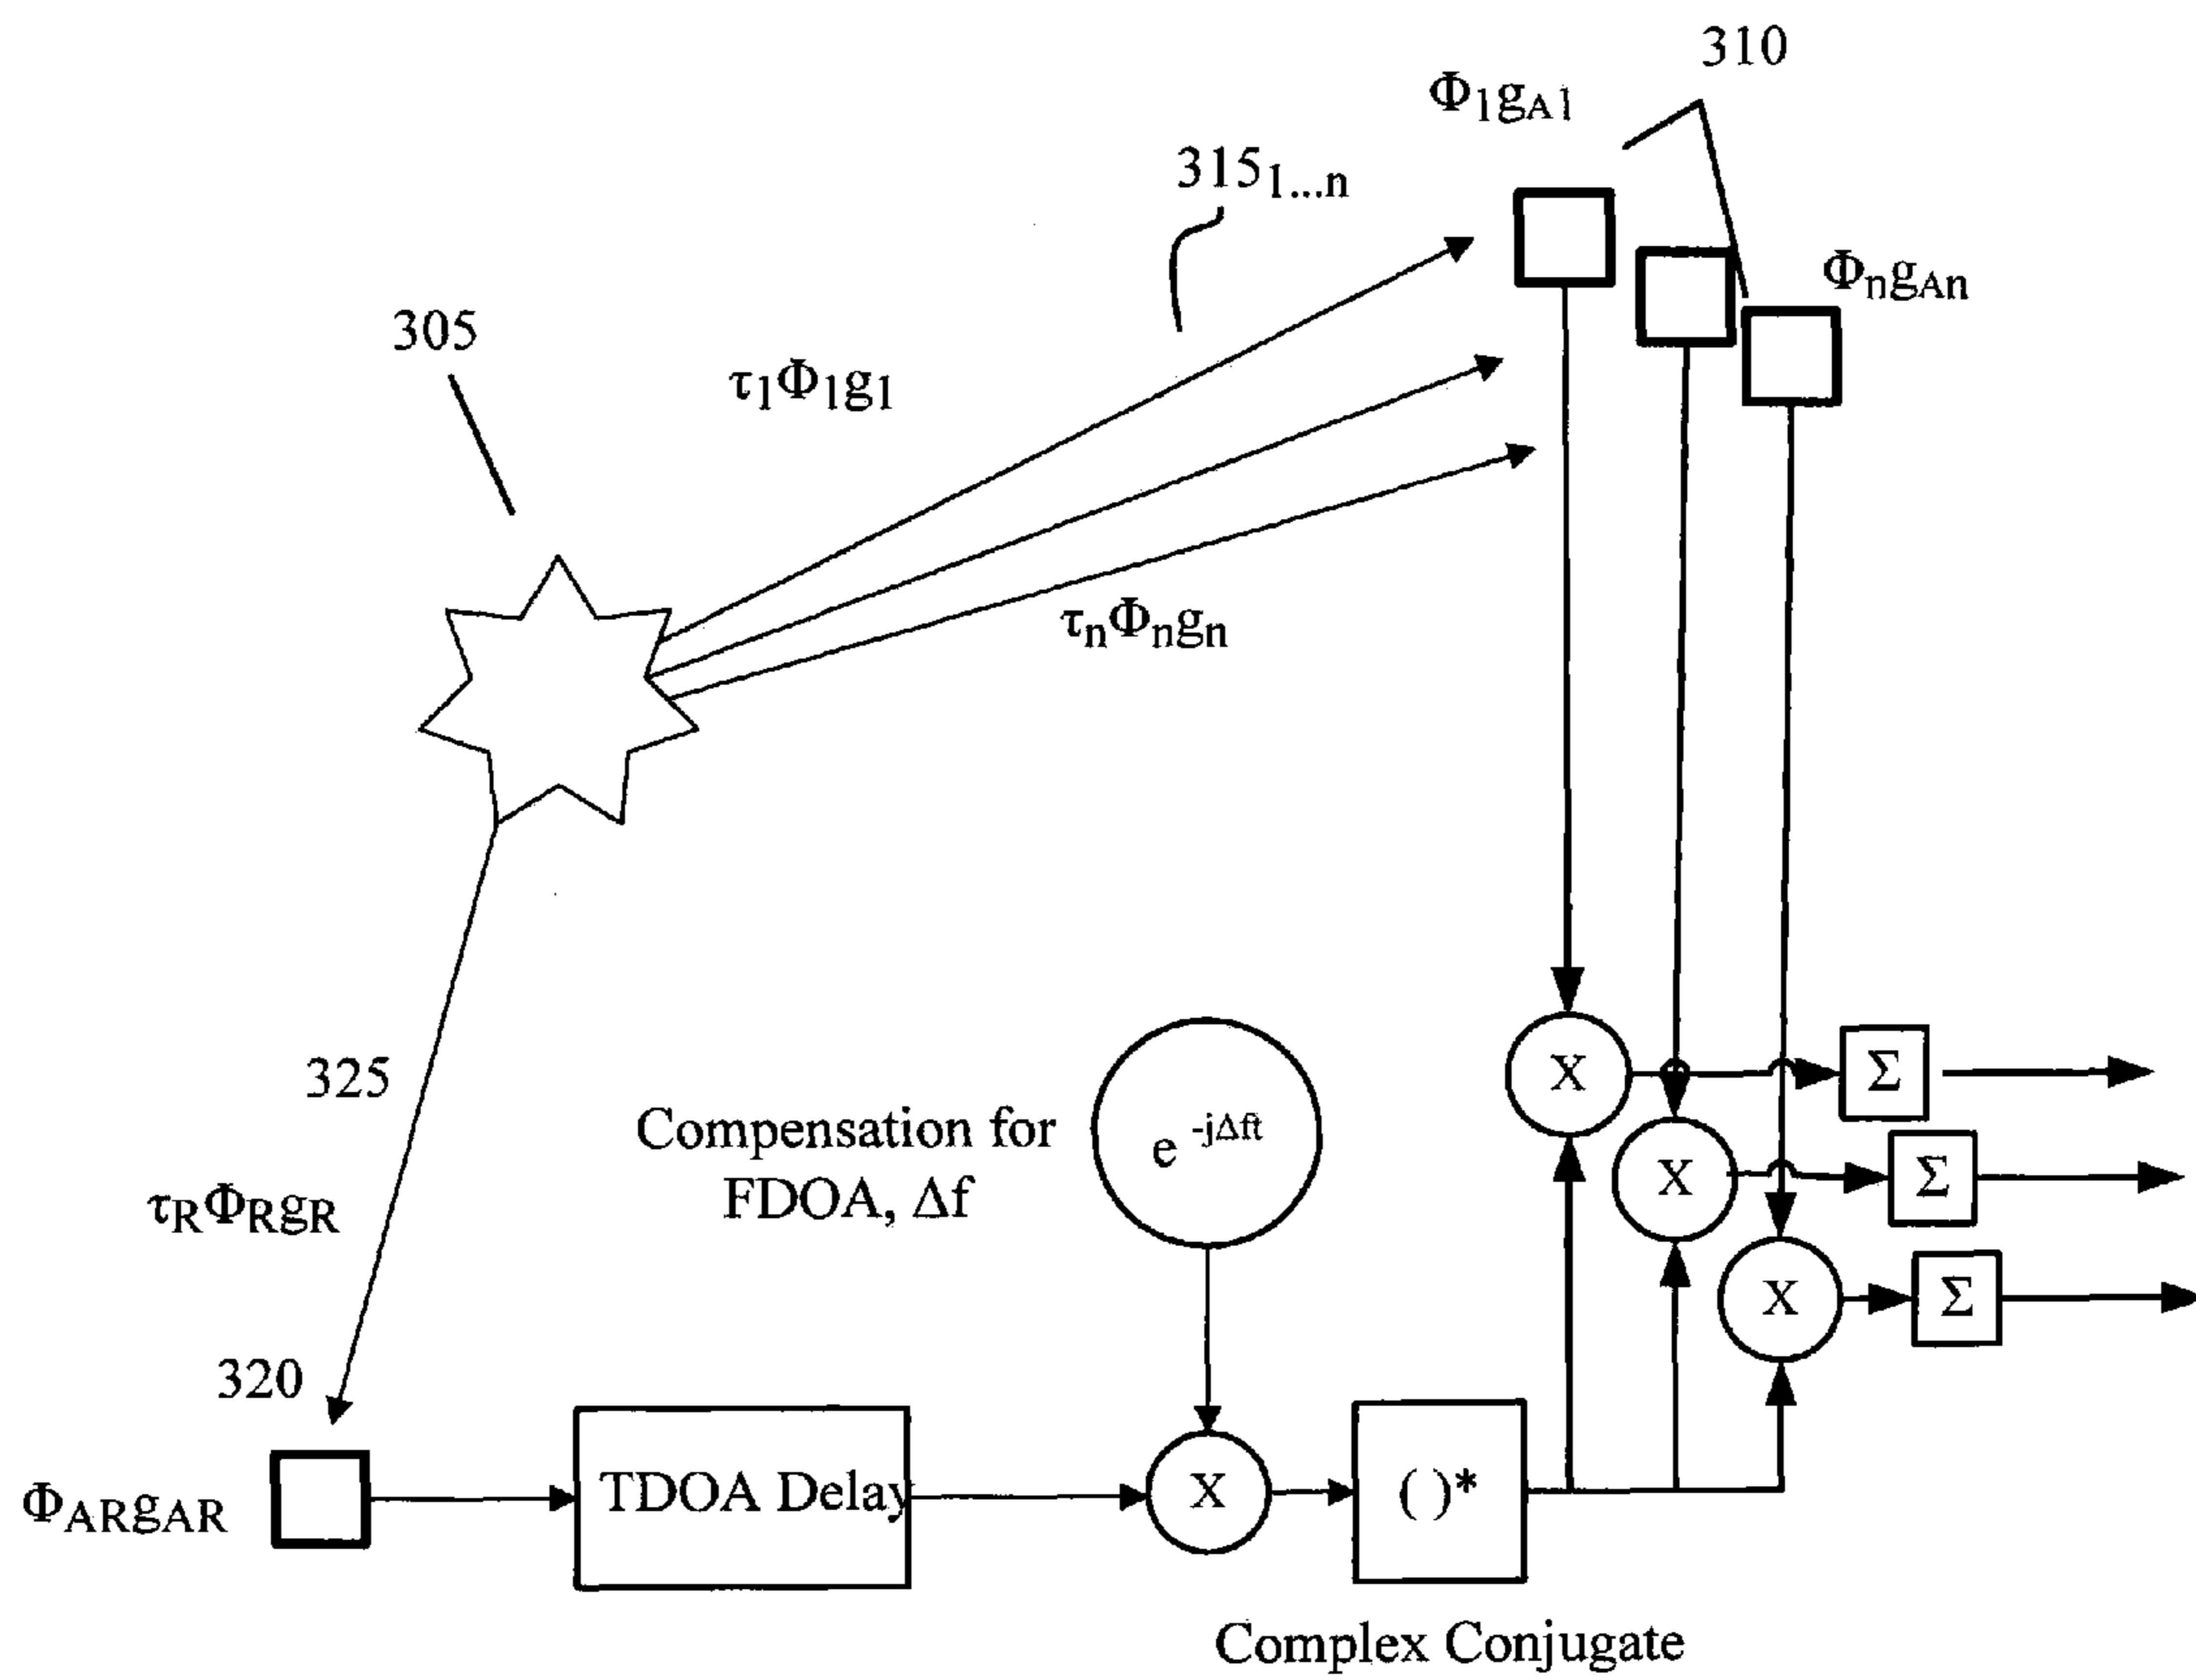 310
Φ1gA1
3151...n
ΦngAn
305
τ1Φ1g1
τnΦngn
325
Compensation for
FDOA, Δf
e -jΔft
X
Σ
X
Σ
τRΦRgR
X
Σ
320
ΦARgAR
TDOA Delay
X
( )*
Complex Conjugate